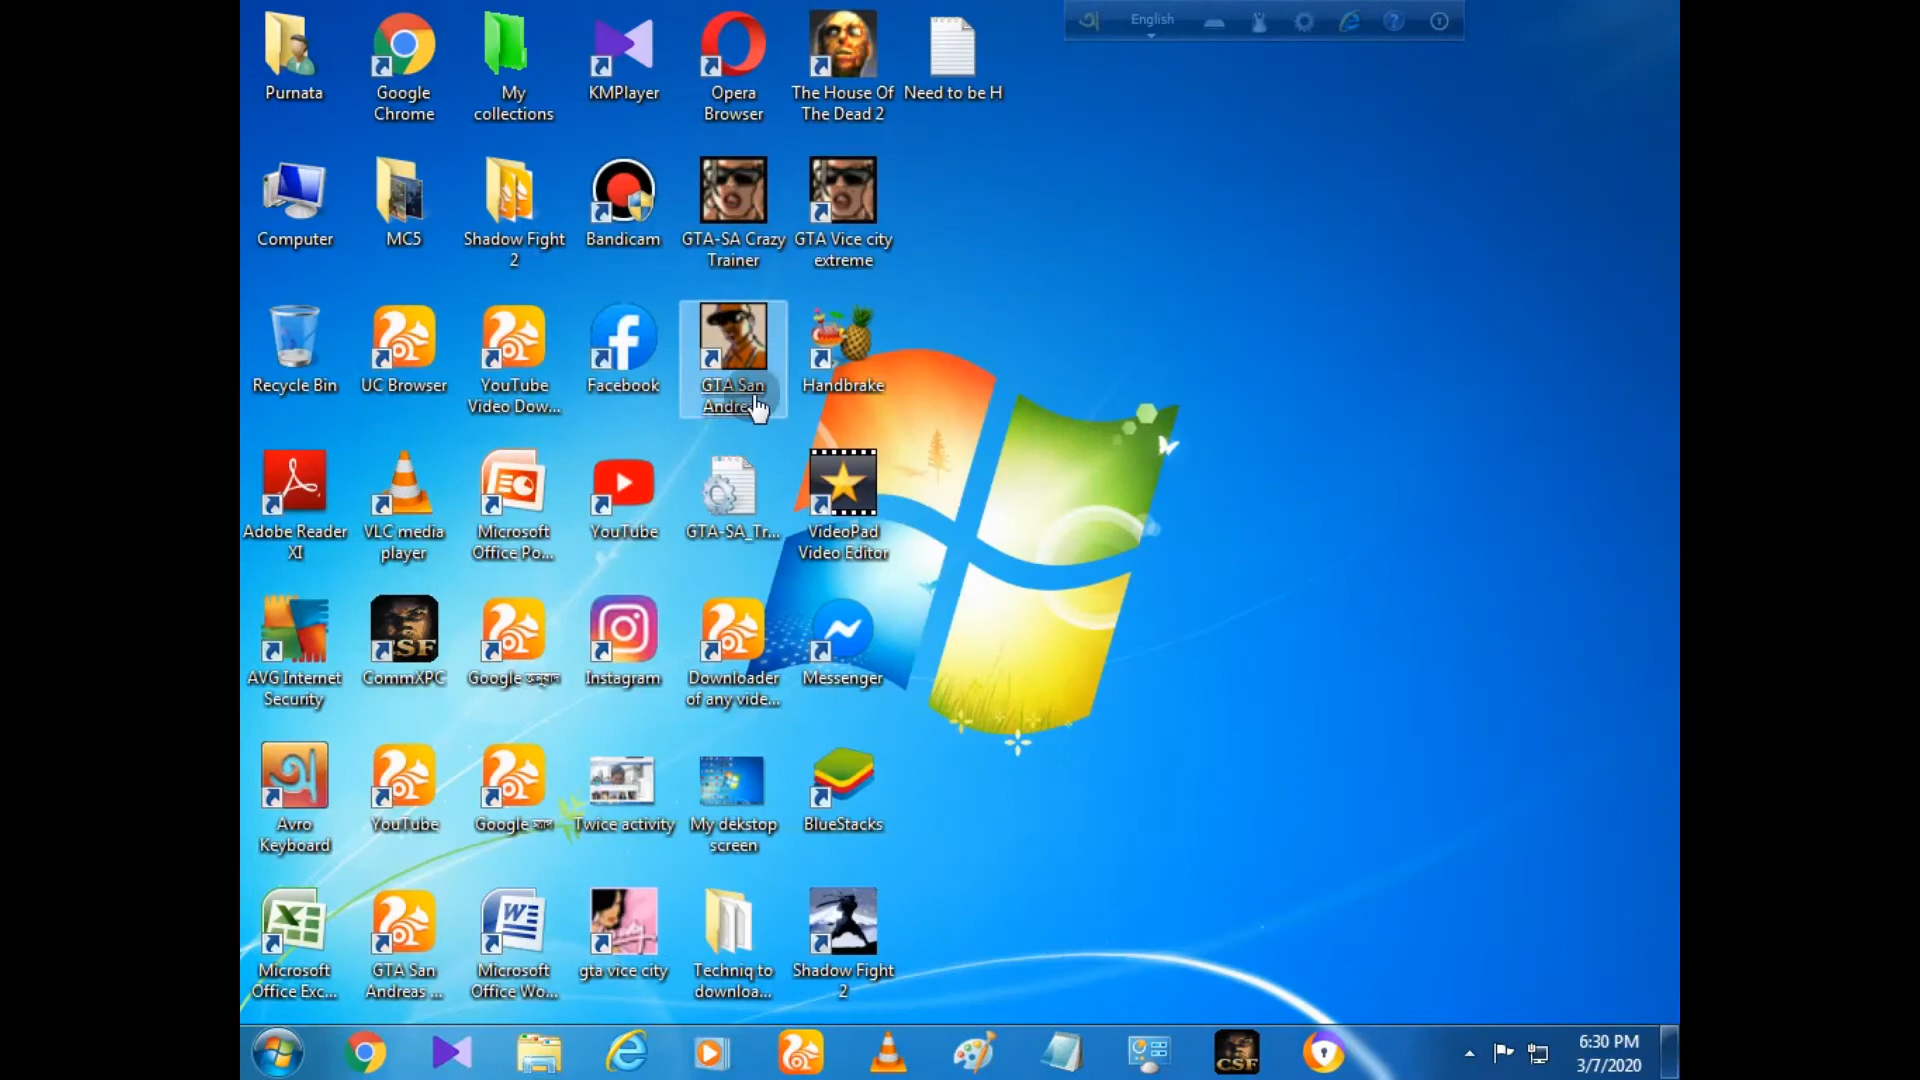 English
Purnata
Google
Chrome
My
collections
KMPlayer
Opera
Browser
The House Of
The Dead 2
Need to be H
Computer
MC5
Shadow Fight
2
Bandicam
GTA-SA Crazy
Trainer
GTA Vice city
extreme
Recycle Bin
UC Browser
YouTube
Video Dow...
Facebook
GTA San
Handbrake
Adobe Reader
XI
VLC media
player
Microsoft
Office Po...
YouTube
GTA-SA_Tr...
VideoPad
Video Editor
AVG Internet
Security
CSF
CommXPC
Google অনুবাদ
Instagram
Downloader
of any vide...
Messenger
Avro
Keyboard
YouTube
Google
Twice activity
My dekstop
screen
BlueStacks
Microsoft
Office Exc...
GTA San
Andreas ...
Microsoft
Office Wo...
gta vice city
Techniq to
downloa...
Shadow Fight
2
CSF
6:30 PM
3/7/2020